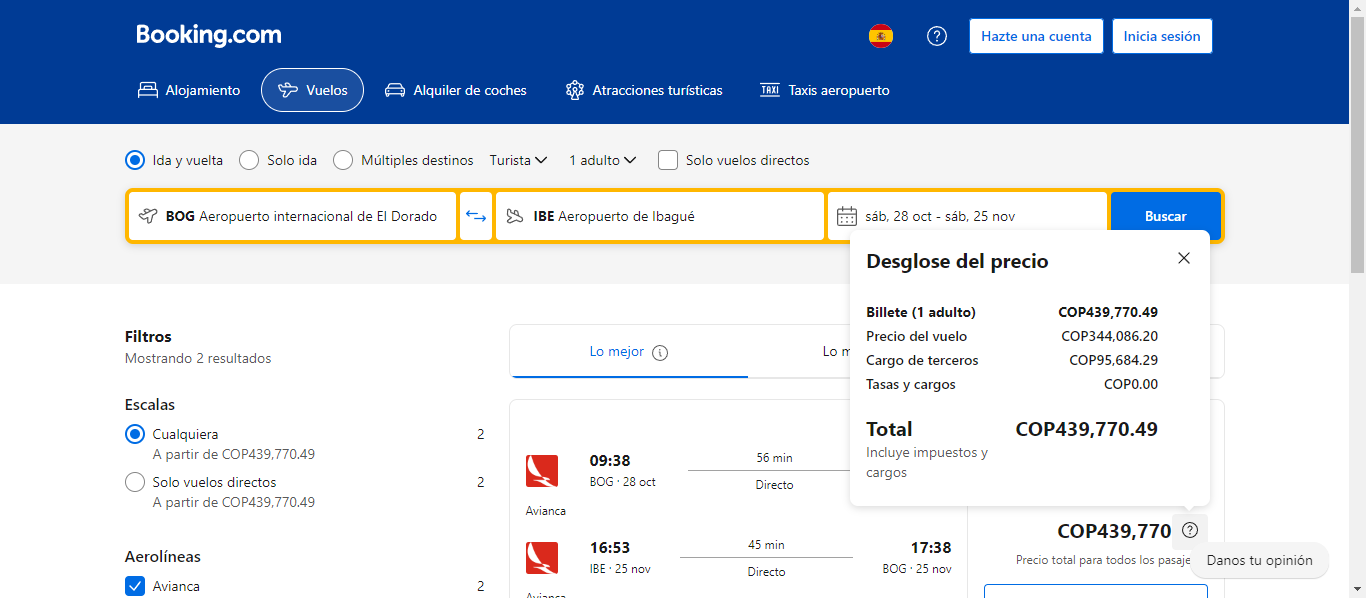 Booking.com
Hazte una cuenta
Inicia sesión
Alojamiento
Vuelos
Alquiler de coches
Atracciones turísticas
TAXI Taxis aeropuerto
Ida y vuelta
Solo ida
Múltiples destinos
Turista
1 adulto
Solo vuelos directos
BOG Aeropuerto internacional de El Dorado
IBE Aeropuerto de Ibagué
sáb, 28 oct - sáb, 25 nov
Buscar
Desglose del precio
Billete (1 adulto) COP439,770.49
Precio del vuelo COP344,086.20
Cargo de terceros COP95,684.29
Tasas y cargos COP0.00
Total COP439,770.49
Incluye impuestos y
cargos
Filtros
Mostrando 2 resultados
Escalas
Cualquiera 2
A partir de COP439,770.49
Solo vuelos directos 2
A partir de COP439,770.49
Aerolíneas
Avianca 2
Lo mejor
Lo
09:38
BOG · 28 oct
56 min
Directo
Avianca
16:53
IBE · 25 nov
45 min
Directo
17:38
BOG · 25 nov
Avianca
COP439,770
Precio total para todos los
Danos tu opinión